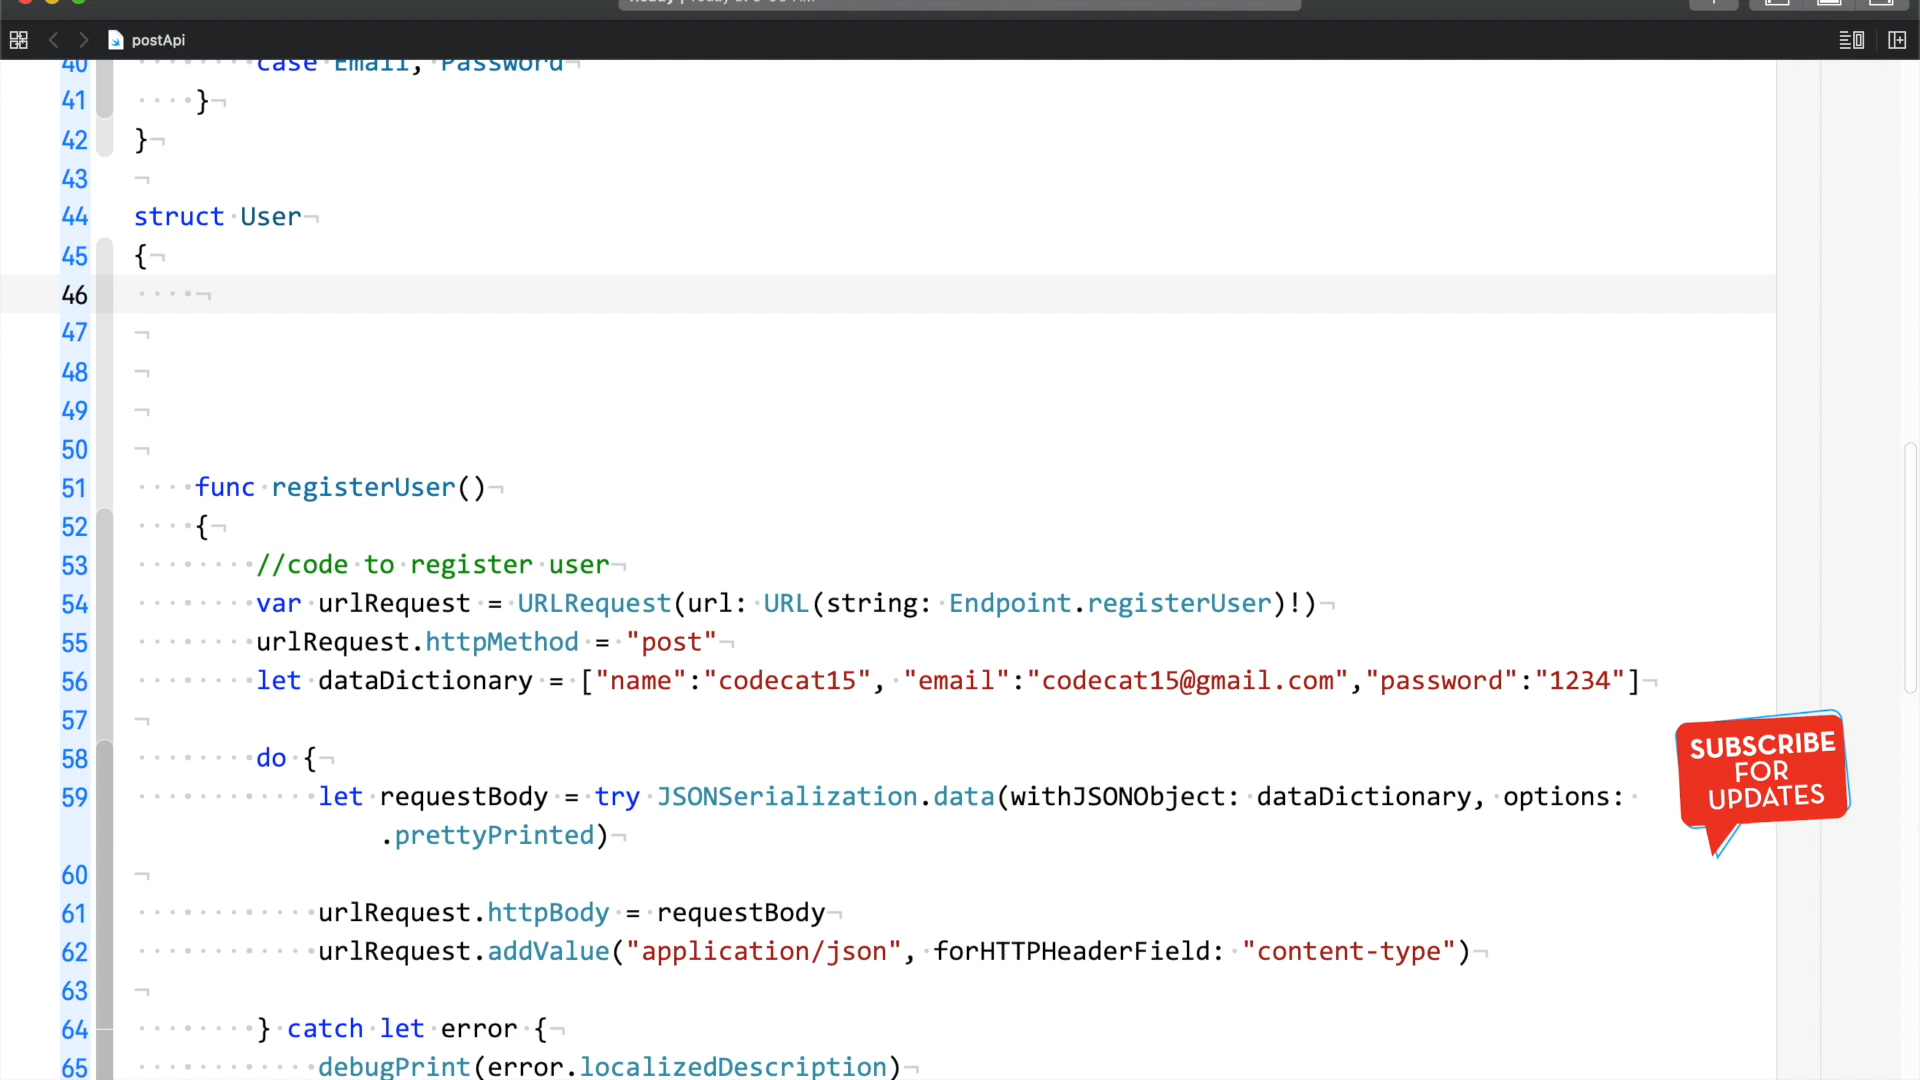 postApi
40 case Email, Password
41 }
42 }
43
44 struct User
45 {
46
47
48
49
50
51 func registerUser()
52 {
53 //code to register user
54 var urlRequest = URLRequest(url: URL(string: Endpoint.registerUser)!)
55 urlRequest.httpMethod = "post"
56 let dataDictionary = ["name":"codecat15", "email":"codecat15@gmail.com","password":"1234"]
57
58 do {
59 let requestBody = try JSONSerialization.data(withJSONObject: dataDictionary, options:
.prettyPrinted)
60
61 urlRequest.httpBody = requestBody
62 urlRequest.addValue("application/json", forHTTPHeaderField: "content-type")
63
64 } catch let error {
65 debugPrint(error.localizedDescription)
SUBSCRIBE
FOR
UPDATES